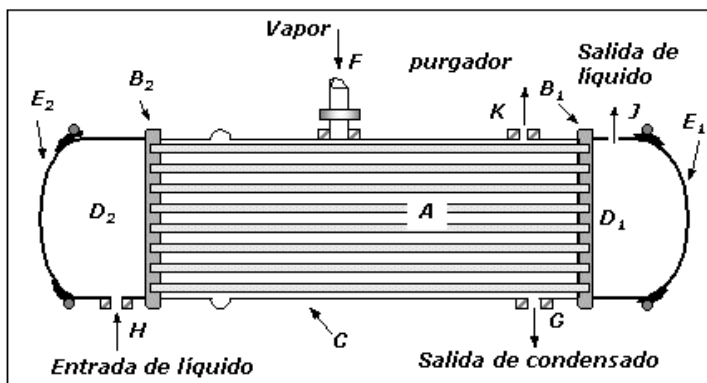 Vapor
F
purgador
Salida de
líquido
E2
B2
K
B1
J
E1
D2
A
D1
H
G
Entrada de líquido
C
Salida de condensado